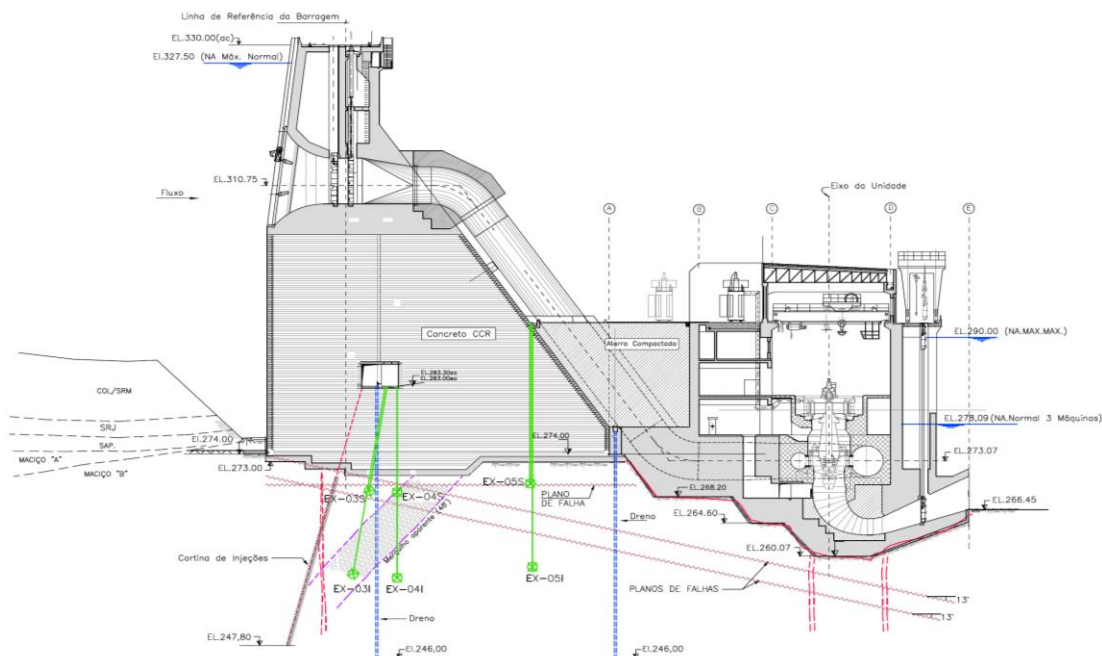 Linha de Referência da Barragem
EL.330.00(ac)
El.327.50 (NA Máx. Normal)
EL.310.75
Fluxo
Eixo da Unidade
A
B
C
D
E
Concreto CCR
Aterro Compactado
EL.290.00 (NA.MAX.MAX.)
EL.283.30ac
EL.283.00ao
COL/SRM
SRJ
SAP.
MACIÇO "A"
MACIÇO "B"
El.274.00
EL.273.00
EL.274.00
EL.278,09 (NA.Normal 3 Máquinas)
EL.273.07
EX-03S
EX-04S
EX-05S
PLANO
DE FALHA
EL.268.20
EL.266.45
EL.264.60
Dreno
Mergulho aparente (48°)
Cortina de Injeções
EL.260.07
EX-03I
EX-04I
EX-05I
PLANOS DE FALHAS
13°
13°
Dreno
EL.247,80
El.246,00
El.246,00